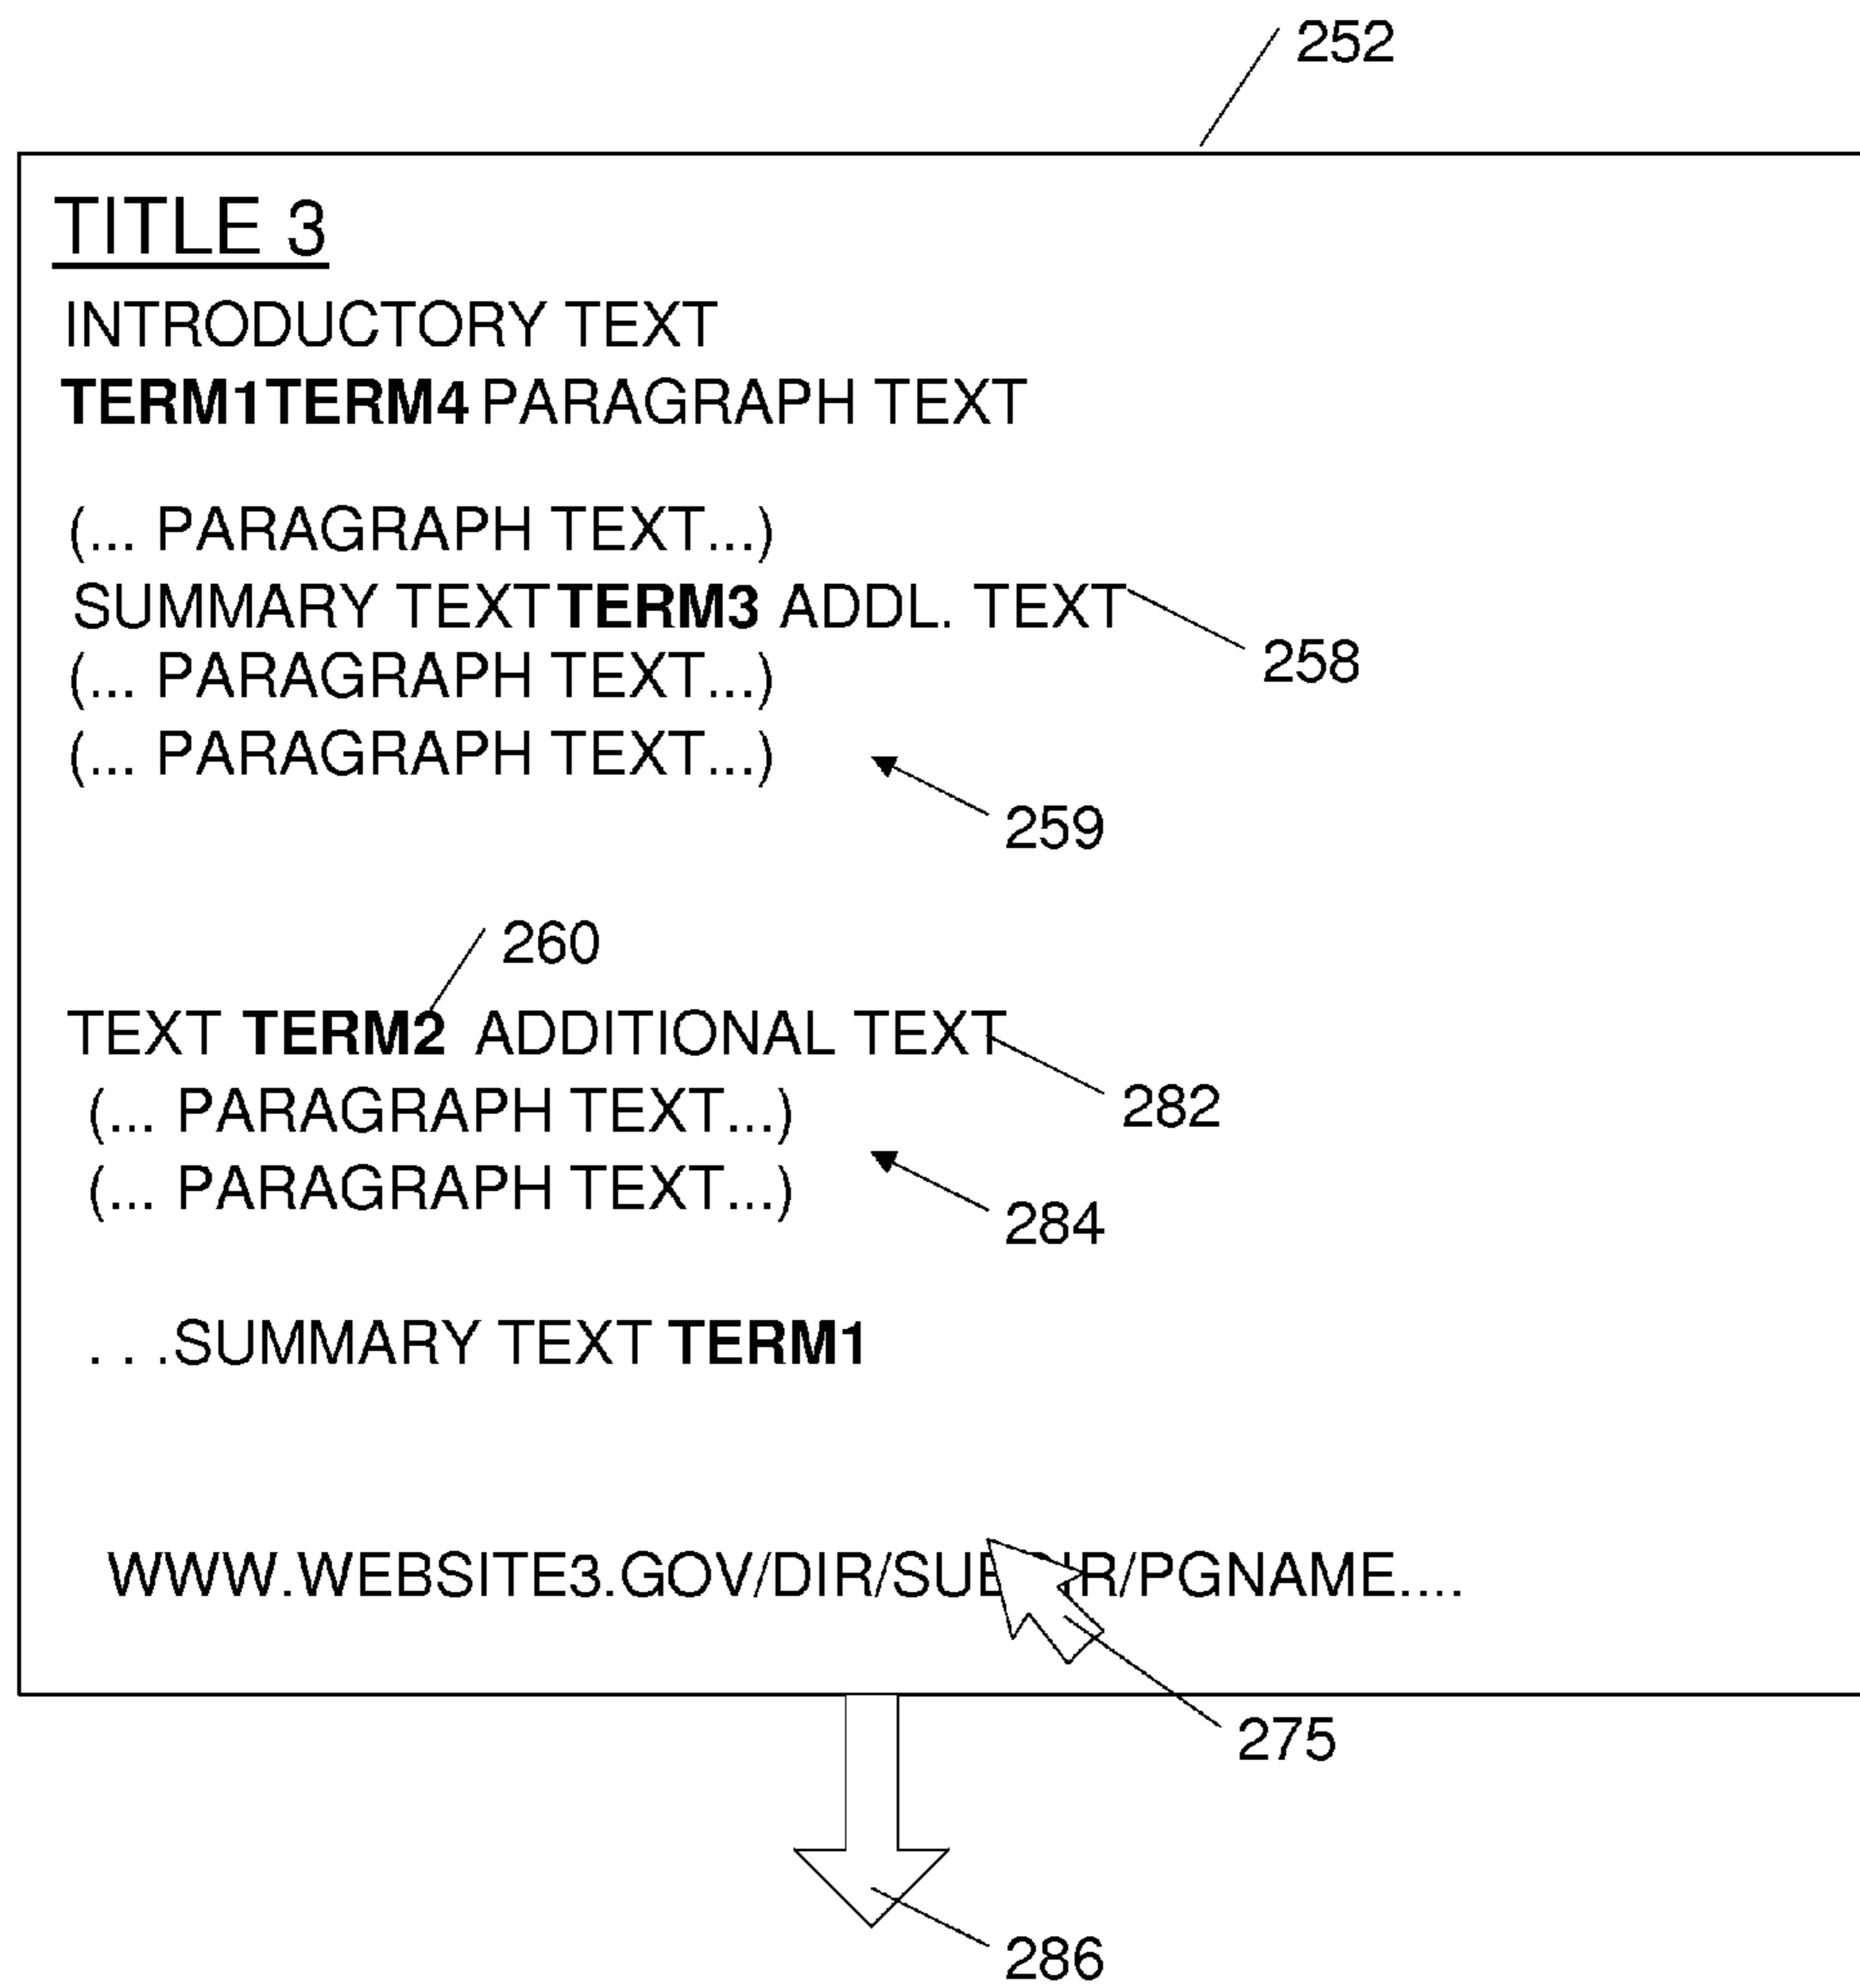 252
TITLE 3
INTRODUCTORY TEXT
TERM1TERM4 PARAGRAPH TEXT
(... PARAGRAPH TEXT...)
SUMMARY TEXT TERM3 ADDL. TEXT
258
(... PARAGRAPH TEXT...)
(... PARAGRAPH TEXT...)
259
260
TEXT TERM2 ADDITIONAL TEXT
282
(... PARAGRAPH TEXT...)
(... PARAGRAPH TEXT...)
284
. . .SUMMARY TEXT TERM1
WWW.WEBSITE3.GOV/DIR/SUBDIR/PGNAME....
275
286